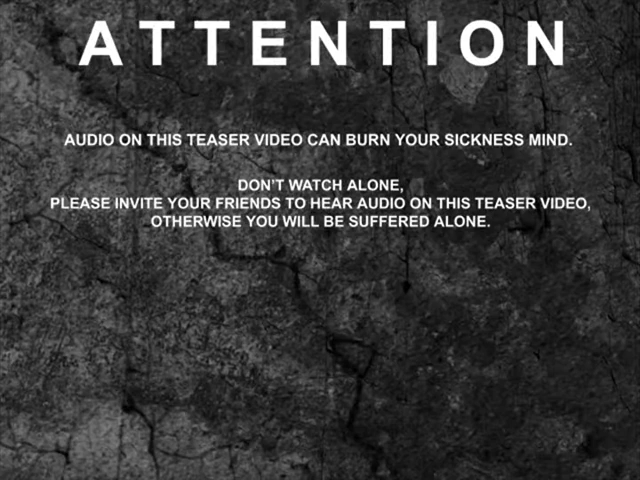 ATTENTION
AUDIO ON THIS TEASER VIDEO CAN BURN YOUR SICKNESS MIND.
DON'T WATCH ALONE,
PLEASE INVITE YOUR FRIENDS TO HEAR AUDIO ON THIS TEASER VIDEO,
OTHERWISE YOU WILL BE SUFFERED ALONE.